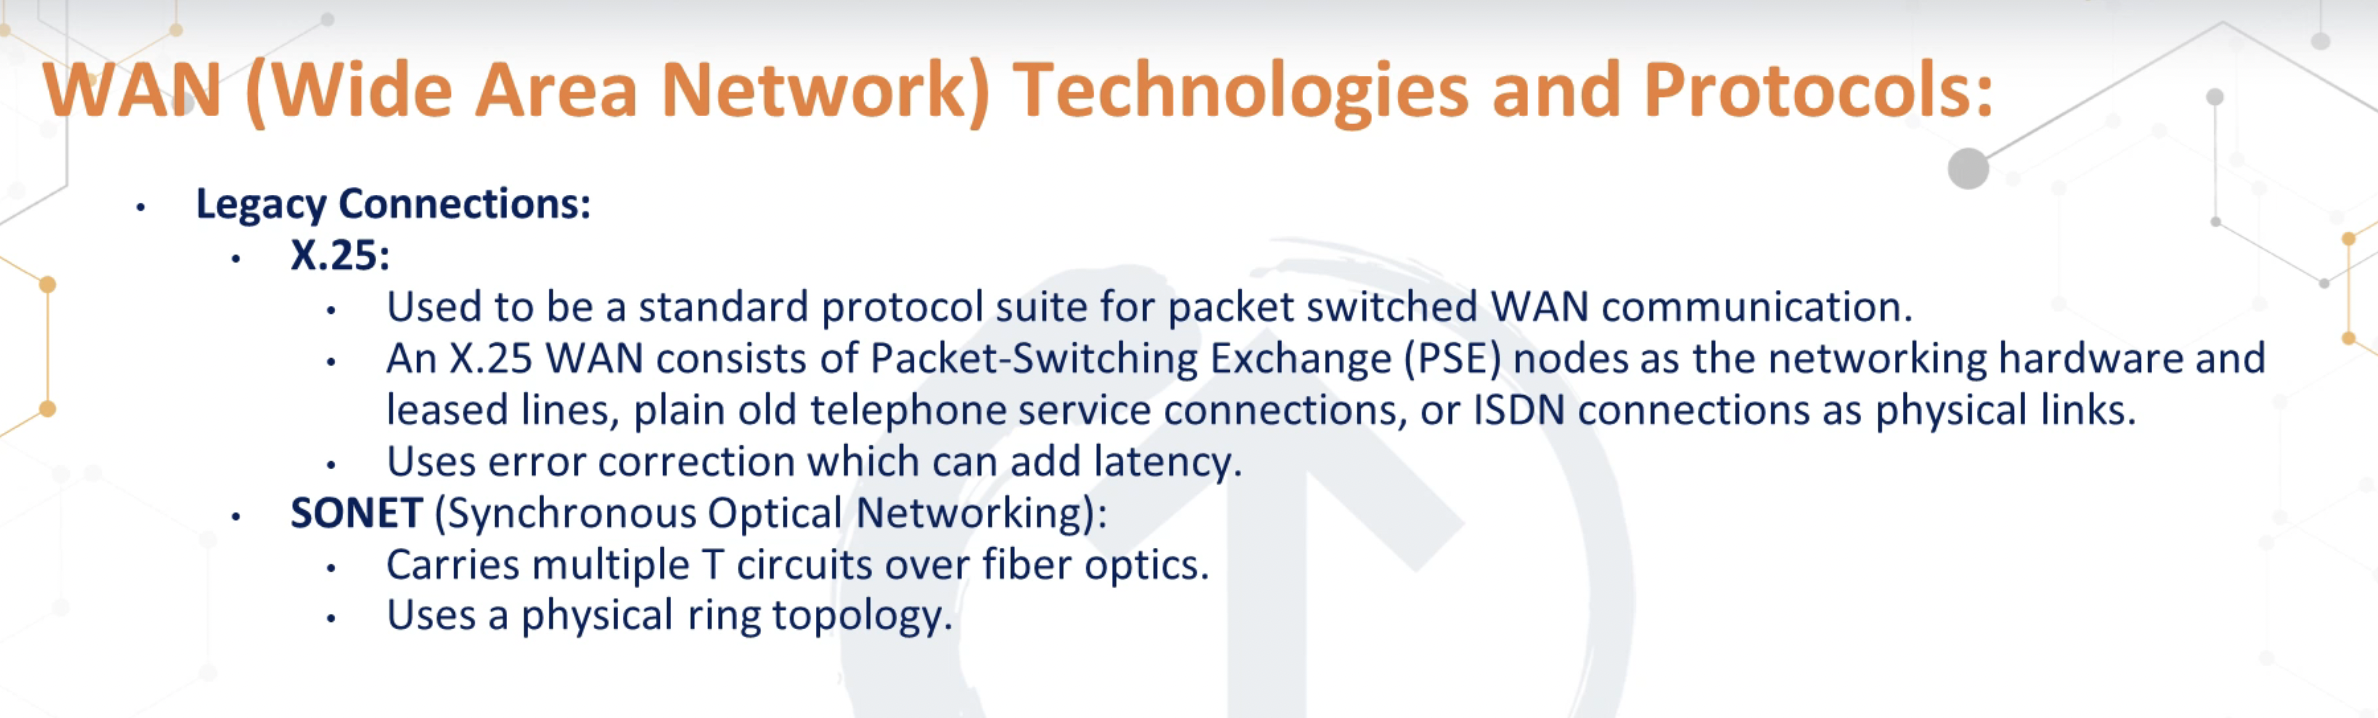 WAN (Wide Area Network) Technologies and Protocols:
• Legacy Connections:
• X.25:
• Used to be a standard protocol suite for packet switched WAN communication.
• An X.25 WAN consists of Packet-Switching Exchange (PSE) nodes as the networking hardware and
leased lines, plain old telephone service connections, or ISDN connections as physical links.
• Uses error correction which can add latency.
• SONET (Synchronous Optical Networking):
• Carries multiple T circuits over fiber optics.
• Uses a physical ring topology.